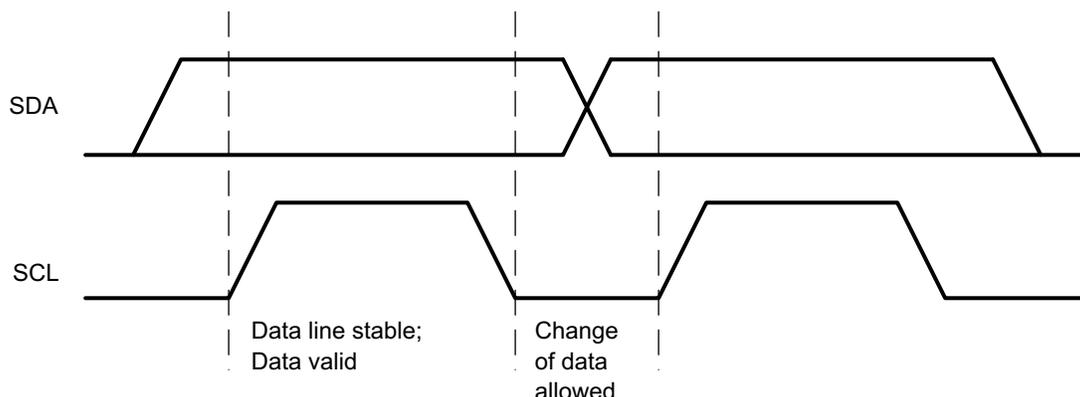 SDA
SCL
Data line stable;
Data valid
Change
of data
allowed